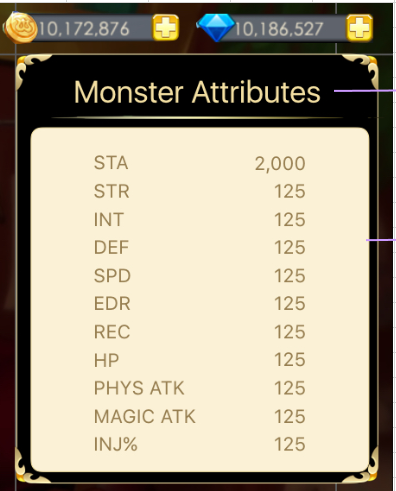 10,172,876 10,186,527
Monster Attributes
STA 2,000
STR 125
INT 125
DEF 125
SPD 125
EDR 125
REC 125
HP 125
PHYS ATK 125
MAGIC ATK 125
INJ% 125